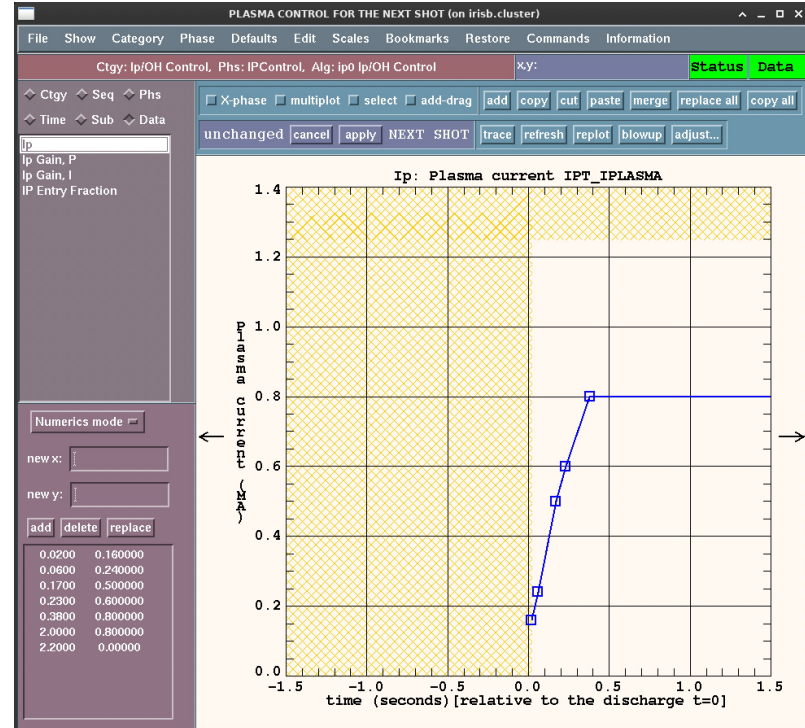 PLASMA CONTROL FOR THE NEXT SHOT (on irisb.cluster)
File Show Category Phase Defaults Edit Scales Bookmarks Restore Commands Information
Ctgy: Ip/OH Control, Phs: IPControl, Alg: ip0 Ip/OH Control
x,y:
Status Data
Ctgy Seq Phs
Time Sub Data
X-phase multiplot select add-drag add copy cut paste merge replace all copy all
unchanged cancel apply NEXT SHOT trace refresh replot blowup adjust...
Ip
Ip Gain, P
Ip Gain, I
IP Entry Fraction
Numerics mode
new x:
new y:
add delete replace
0.0200 0.160000
0.0600 0.240000
0.1700 0.500000
0.2300 0.600000
0.3800 0.800000
2.0000 0.800000
2.2000 0.00000
Ip: Plasma current IPT_IPLASMA
Plasma current (MA)
1.4
1.2
1.0
0.8
0.6
0.4
0.2
0.0
-1.5 -1.0 -0.5 0.0 0.5 1.0 1.5
time (seconds)[relative to the discharge t=0]